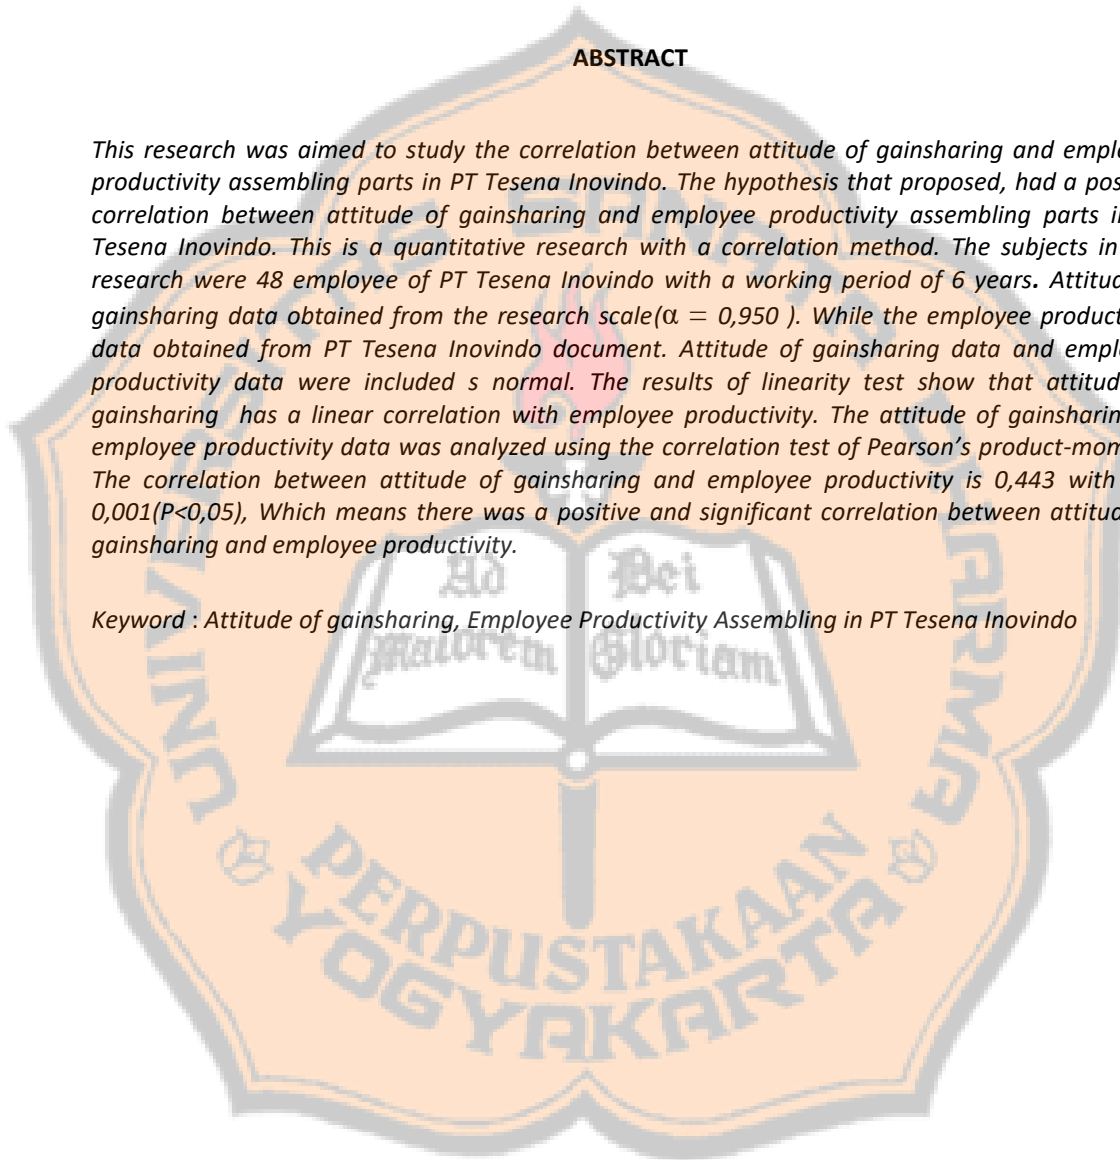 ABSTRACT
This research was aimed to study the correlation between attitude of gainsharing and emplo
productivity assembling parts in PT Tesena Inovindo. The hypothesis that proposed, had a pos
correlation between attitude of gainsharing and employee productivity assembling parts i
Tesena Inovindo. This is a quantitative research with a correlation method. The subjects in
research were 48 employee of PT Tesena Inovindo with a working period of 6 years. Attitud
gainsharing data obtained from the research scale(α = 0,950 ). While the employee product
data obtained from PT Tesena Inovindo document. Attitude of gainsharing data and emplo
productivity data were included s normal. The results of linearity test show that attitud
gainsharing has a linear correlation with employee productivity. The attitude of gainsharin
employee productivity data was analyzed using the correlation test of Pearson’s product-mom
The correlation between attitude of gainsharing and employee productivity is 0,443 with
0,001(P<0,05), Which means there was a positive and significant correlation between attitud
gainsharing and employee productivity.
Keyword : Attitude of gainsharing, Employee Productivity Assembling in PT Tesena Inovindo
UNIVERSITAS SANATA DHARMA
Ad Dei
Maiorem Gloriam
PERPUSTAKAAN
YOGYAKARTA